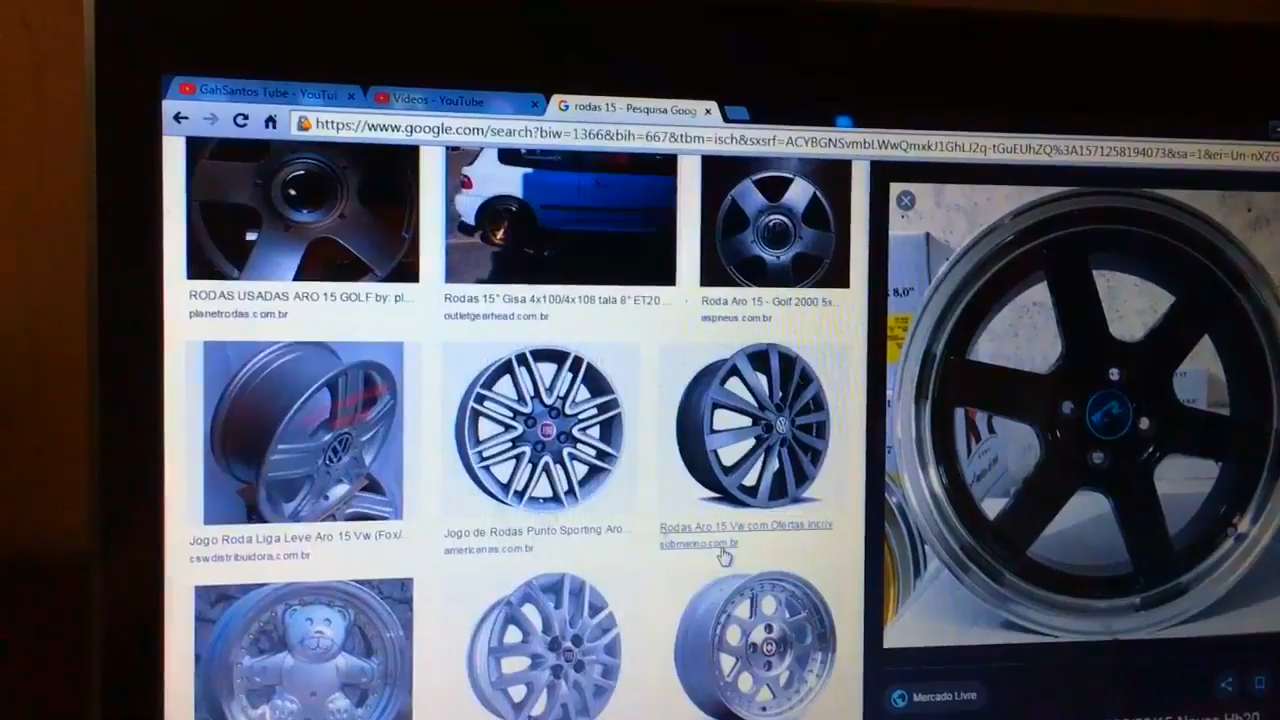 GahSantos Tube - YouTu
Vídeos - YouTube
rodas 15 - Pesquisa Goog
https://www.google.com/search?biw=1366&bih=667&tbm=isch&sxsrf=ACYBGNSvmbLWwQmxkJ1GhLJ2q-tGuEUhZQ%3A1571258194073&sa=1&ei=Un-nXZG
8,0"
RODAS USADAS ARO 15 GOLF by: pl...
planetrodas.com.br
Rodas 15" Gisa 4x100/4x108 tala 8" ET20 ...
outletgearhead.com.br
Roda Aro 15 - Golf 2000 5x...
aspneus.com.br
Jogo Roda Liga Leve Aro 15 Vw (Fox/...
cswdistribuidora.com.br
Jogo de Rodas Punto Sporting Aro...
americanas.com.br
Rodas Aro 15 Vw com Ofertas Incrív
submarino.com.br
Mercado Livre